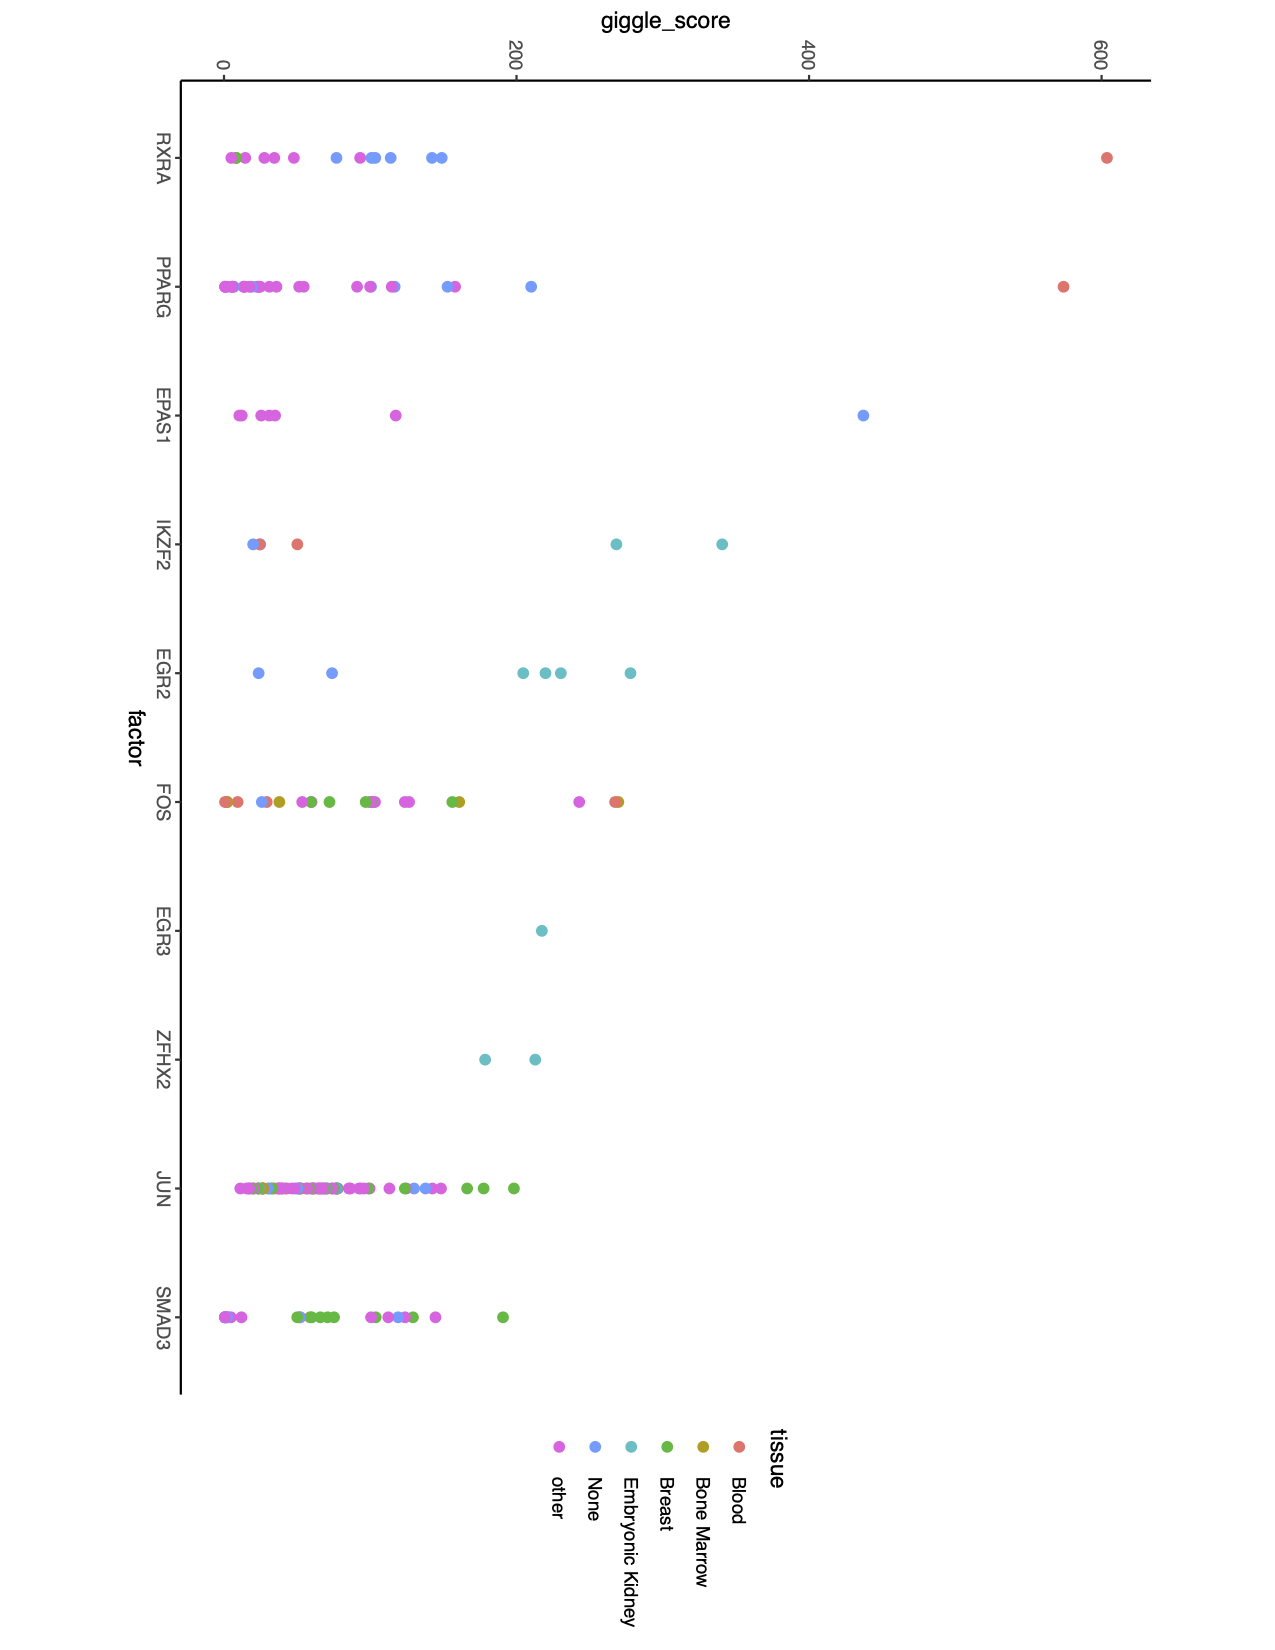 giggle_score
0
200
400
600
RXRA
PPARG
EPAS1
IKZF2
EGR2
FOS
EGR3
ZFHX2
JUN
SMAD3
factor
tissue
Blood
Bone Marrow
Breast
Embryonic Kidney
None
other